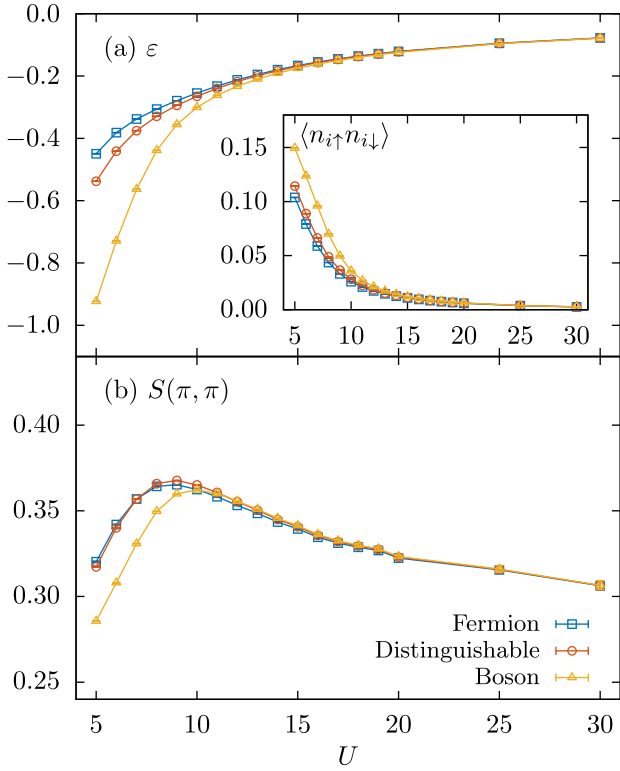 0.0
(a) ε
−0.2
−0.4
⟨n_{i↑}n_{i↓}⟩
0.15
−0.6
0.10
−0.8
0.05
−1.0
0.00
5 10 15 20 25 30
(b) S(π, π)
0.40
0.35
0.30
Fermion
Distinguishable
Boson
0.25
5 10 15 20 25 30
U